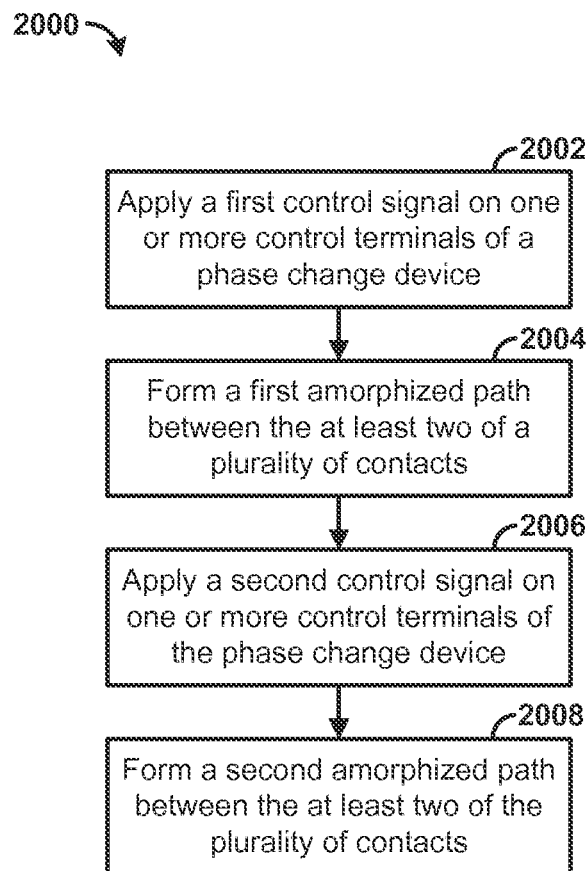 2000
2002
Apply a first control signal on one
or more control terminals of a
phase change device
2004
Form a first amorphized path
between the at least two of a
plurality of contacts
2006
Apply a second control signal on
one or more control terminals of
the phase change device
2008
Form a second amorphized path
between the at least two of the
plurality of contacts